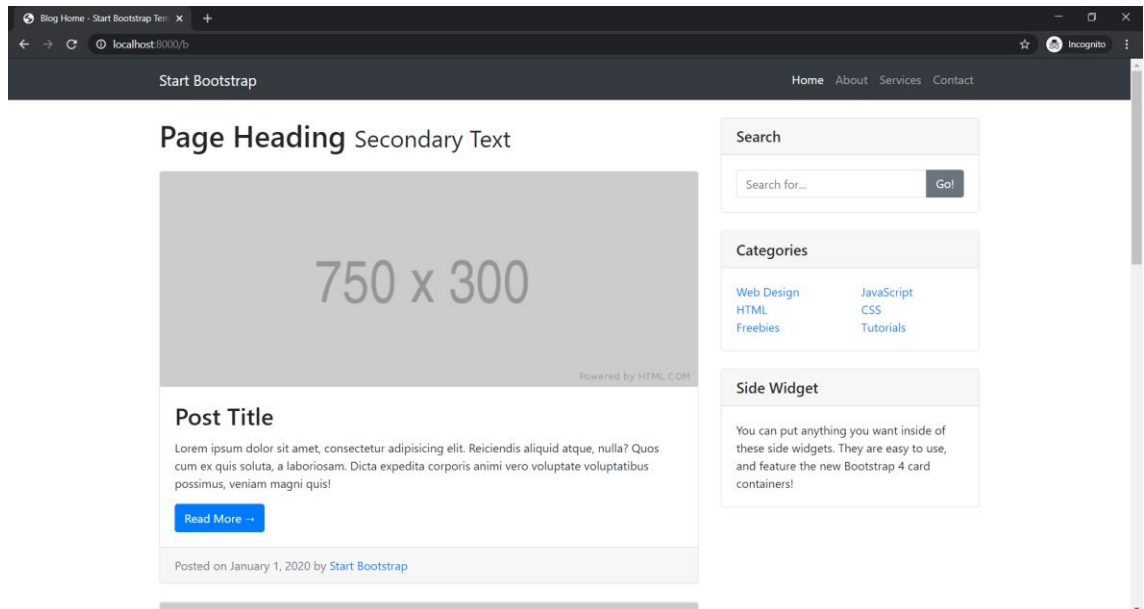 Blog Home - Start Bootstrap Tem
localhost:8000/b
Incognito
Start Bootstrap
Home About Services Contact
Page Heading Secondary Text
750 x 300
Powered by HTML.COM
Post Title
Lorem ipsum dolor sit amet, consectetur adipisicing elit. Reiciendis aliquid atque, nulla? Quos
cum ex quis soluta, a laboriosam. Dicta expedita corporis animi vero voluptate voluptatibus
possimus, veniam magni quis!
Read More →
Posted on January 1, 2020 by Start Bootstrap
Search
Search for...
Go!
Categories
Web Design JavaScript
HTML CSS
Freebies Tutorials
Side Widget
You can put anything you want inside of
these side widgets. They are easy to use,
and feature the new Bootstrap 4 card
containers!